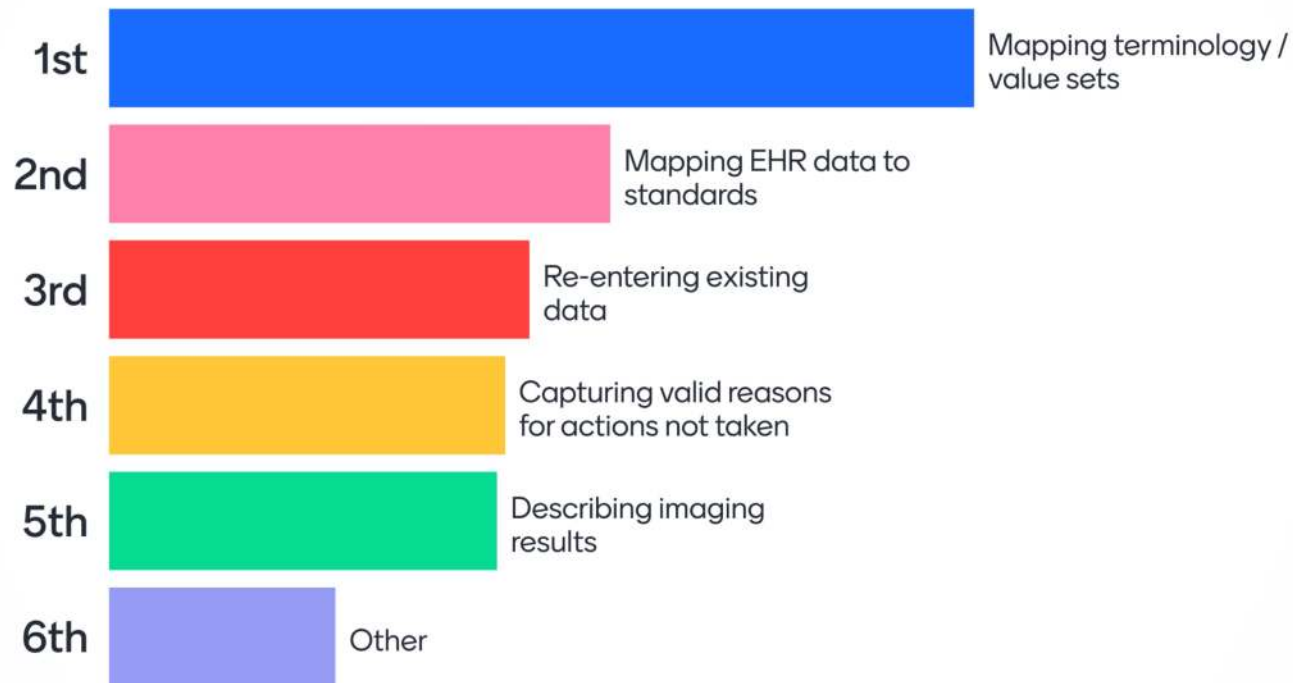 1st
Mapping terminology /
value sets
2nd
Mapping EHR data to
standards
3rd
Re-entering existing
data
4th
Capturing valid reasons
for actions not taken
5th
Describing imaging
results
6th
Other